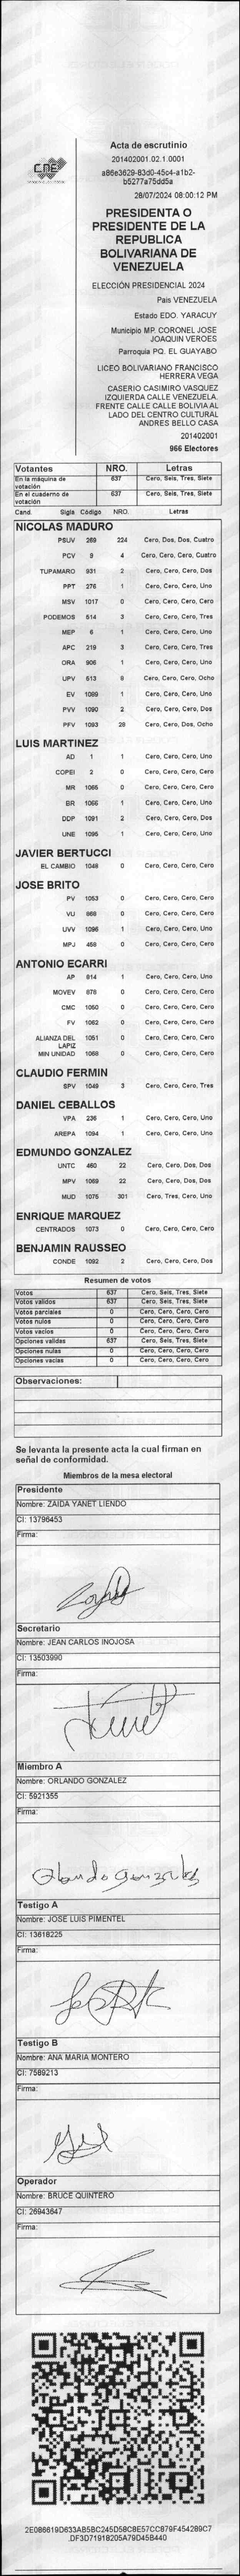 CNE
Acta de escrutinio
201402001.02.1.0001
a86e3629-83d0-45c4-a1b2-
b5277a75dd5a
28/07/2024 08:00:12 PM
PRESIDENTA O
PRESIDENTE DE LA
REPUBLICA
BOLIVARIANA DE
VENEZUELA
ELECCIÓN PRESIDENCIAL 2024
Pais VENEZUELA
Estado EDO. YARACUY
Municipio MP. CORONEL JOSE
JOAQUIN VEROES
Parroquia PQ. EL GUAYABO
LICEO BOLIVARIANO FRANCISCO
HERRERA VEGA
CASERIO CASIMIRO VASQUEZ
IZQUIERDA CALLE VENEZUELA.
FRENTE CALLE CALLE BOLIVIA AL
LADO DEL CENTRO CULTURAL
ANDRES BELLO CASA
201402001
966 Electores
Votantes NRO. Letras
En la máquina de votación 637 Cero, Seis, Tres, Siete
En el cuaderno de votación 637 Cero, Seis, Tres, Siete
Cand. Sigla Código NRO. Letras
NICOLAS MADURO
PSUV 269 224 Cero, Dos, Dos, Cuatro
PCV 9 4 Cero, Cero, Cero, Cuatro
TUPAMARO 931 2 Cero, Cero, Cero, Dos
PPT 276 1 Cero, Cero, Cero, Uno
MSV 1017 0 Cero, Cero, Cero, Cero
PODEMOS 514 3 Cero, Cero, Cero, Tres
MEP 6 1 Cero, Cero, Cero, Uno
APC 219 3 Cero, Cero, Cero, Tres
ORA 906 1 Cero, Cero, Cero, Uno
UPV 513 8 Cero, Cero, Cero, Ocho
EV 1089 1 Cero, Cero, Cero, Uno
PVV 1090 2 Cero, Cero, Cero, Dos
PFV 1093 28 Cero, Cero, Dos, Ocho
LUIS MARTINEZ
AD 1 1 Cero, Cero, Cero, Uno
COPEI 2 0 Cero, Cero, Cero, Cero
MR 1065 0 Cero, Cero, Cero, Cero
BR 1066 1 Cero, Cero, Cero, Uno
DDP 1091 2 Cero, Cero, Cero, Dos
UNE 1095 1 Cero, Cero, Cero, Uno
JAVIER BERTUCCI
EL CAMBIO 1048 0 Cero, Cero, Cero, Cero
JOSE BRITO
PV 1053 0 Cero, Cero, Cero, Cero
VU 868 0 Cero, Cero, Cero, Cero
UVV 1096 1 Cero, Cero, Cero, Uno
MPJ 458 0 Cero, Cero, Cero, Cero
ANTONIO ECARRI
AP 814 1 Cero, Cero, Cero, Uno
MOVEV 878 0 Cero, Cero, Cero, Cero
CMC 1050 0 Cero, Cero, Cero, Cero
FV 1062 0 Cero, Cero, Cero, Cero
ALIANZA DEL LAPIZ 1051 0 Cero, Cero, Cero, Cero
MIN UNIDAD 1068 0 Cero, Cero, Cero, Cero
CLAUDIO FERMIN
SPV 1049 3 Cero, Cero, Cero, Tres
DANIEL CEBALLOS
VPA 236 1 Cero, Cero, Cero, Uno
AREPA 1094 1 Cero, Cero, Cero, Uno
EDMUNDO GONZALEZ
UNTC 460 22 Cero, Cero, Dos, Dos
MPV 1069 22 Cero, Cero, Dos, Dos
MUD 1075 301 Cero, Tres, Cero, Uno
ENRIQUE MARQUEZ
CENTRADOS 1073 0 Cero, Cero, Cero, Cero
BENJAMIN RAUSSEO
CONDE 1092 2 Cero, Cero, Cero, Dos
Resumen de votos
Votos 637 Cero, Seis, Tres, Siete
Votos validos 637 Cero, Seis, Tres, Siete
Votos parciales 0 Cero, Cero, Cero, Cero
Votos nulos 0 Cero, Cero, Cero, Cero
Votos vacios 0 Cero, Cero, Cero, Cero
Opciones validas 637 Cero, Seis, Tres, Siete
Opciones nulas 0 Cero, Cero, Cero, Cero
Opciones vacias 0 Cero, Cero, Cero, Cero
Observaciones:
Se levanta la presente acta la cual firman en
señal de conformidad.
Miembros de la mesa electoral
Presidente
Nombre: ZAIDA YANET LIENDO
CI: 13796453
Firma:
Secretario
Nombre: JEAN CARLOS INOJOSA
CI: 13503990
Firma:
Miembro A
Nombre: ORLANDO GONZALEZ
CI: 5921355
Firma:
Orlando Gonzalez
Testigo A
Nombre: JOSE LUIS PIMENTEL
CI: 13618225
Firma:
Testigo B
Nombre: ANA MARIA MONTERO
CI: 7589213
Firma:
Operador
Nombre: BRUCE QUINTERO
CI: 26943647
Firma:
2E086619D633AB5BC245D58C8E57CC879F454289C7
.DF3D71918205A79D45B440